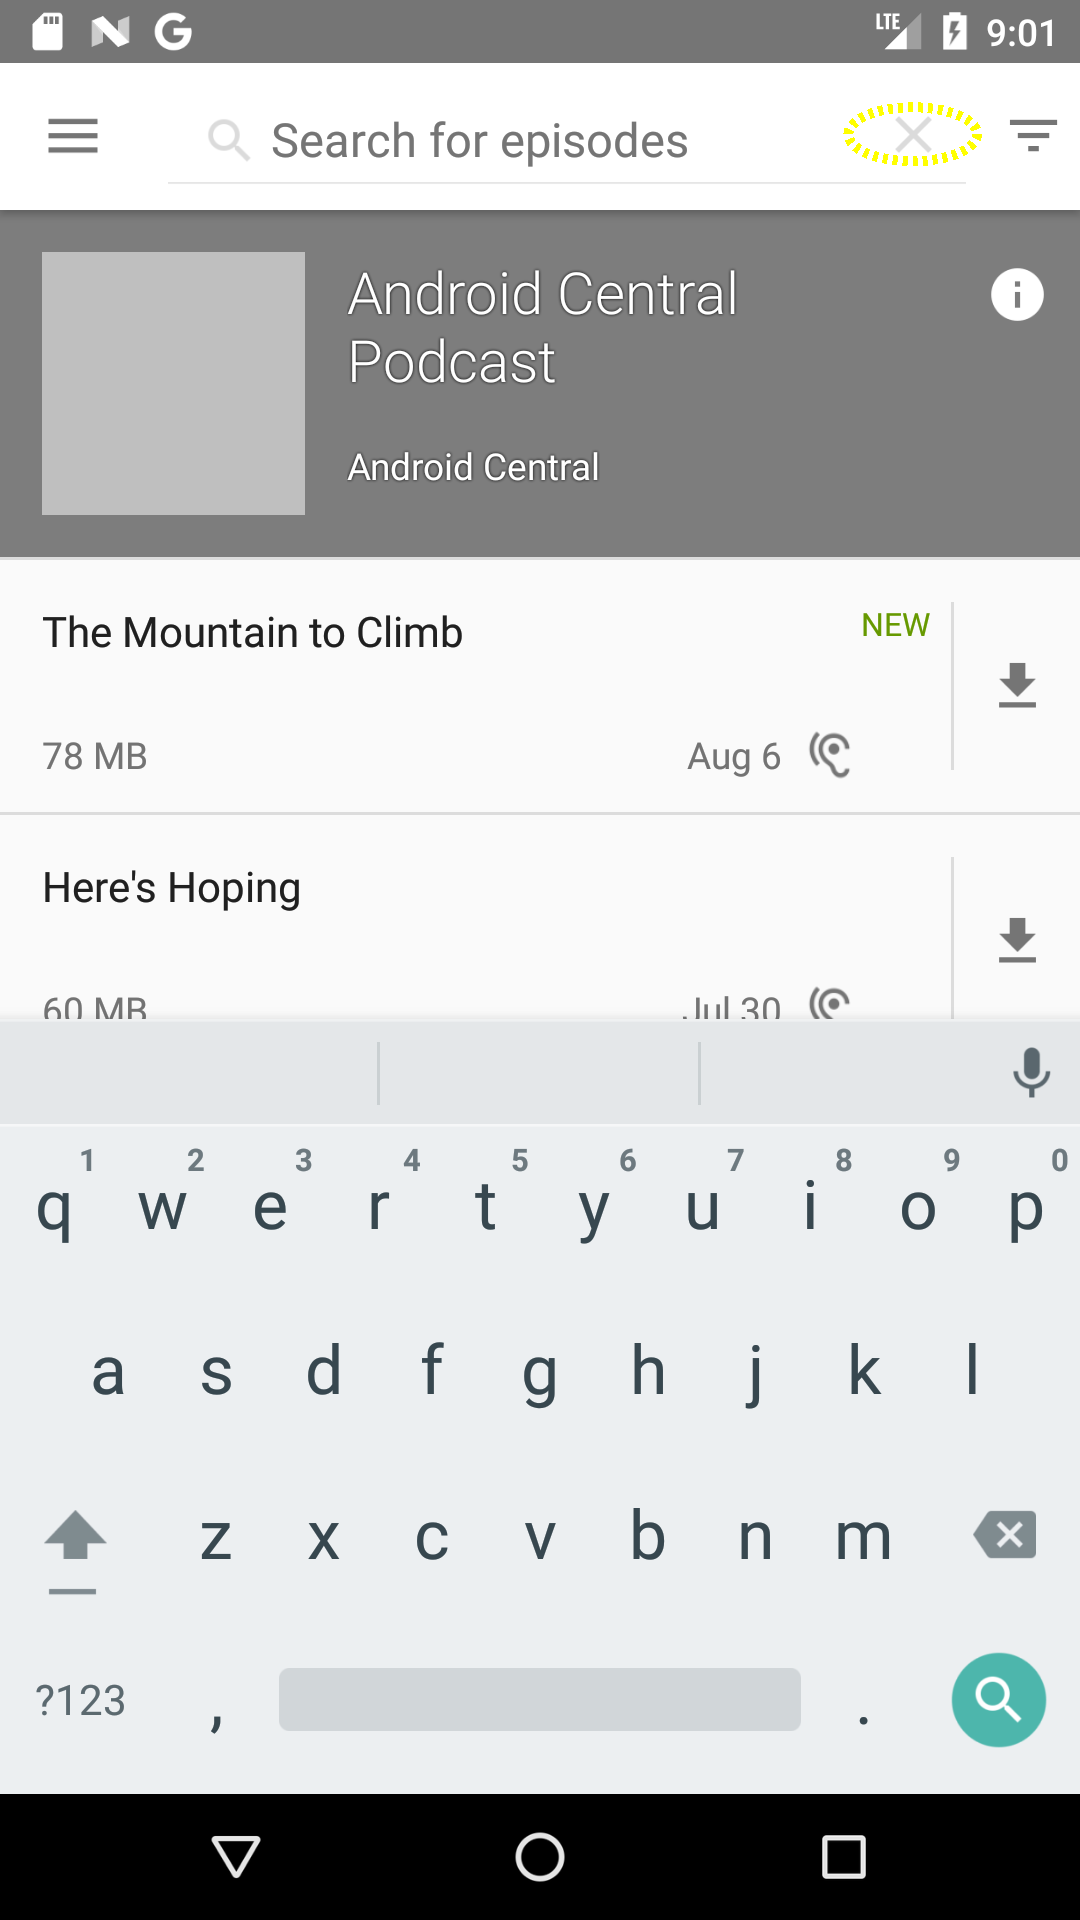 LTE 9:01
Search for episodes
Android Central
Podcast
Android Central
The Mountain to Climb
NEW
78 MB
Aug 6
Here's Hoping
60 MB
Jul 30
1 2 3 4 5 6 7 8 9 0
q w e r t y u i o p
a s d f g h j k l
z x c v b n m
?123 , .